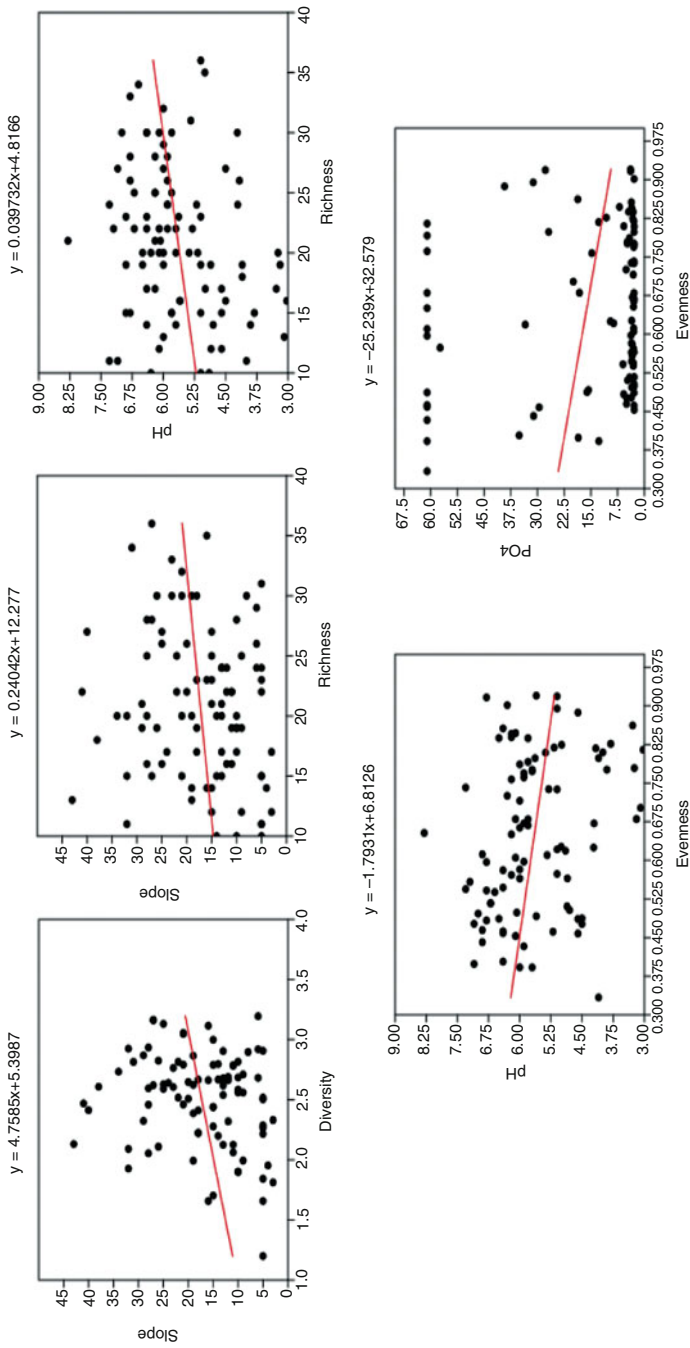 y = 4.7585x+5.3987
Slope
45
40
35
30
25
20
15
10
5
0
1.0 1.5 2.0 2.5 3.0 3.5 4.0
Diversity
y = 0.24042x+12.277
Slope
45
40
35
30
25
20
15
10
5
0
10 15 20 25 30 35 40
Richness
y = 0.039732x+4.8166
pH
9.00
8.25
7.50
6.75
6.00
5.25
4.50
3.75
3.00
10 15 20 25 30 35 40
Richness
y = −1.7931x+6.8126
pH
9.00
8.25
7.50
6.75
6.00
5.25
4.50
3.75
3.00
0.300 0.375 0.450 0.525 0.600 0.675 0.750 0.825 0.900 0.975
Evenness
y = −25.239x+32.579
PO4
67.5
60.0
52.5
45.0
37.5
30.0
22.5
15.0
7.5
0.0
0.300 0.375 0.450 0.525 0.600 0.675 0.750 0.825 0.900 0.975
Evenness